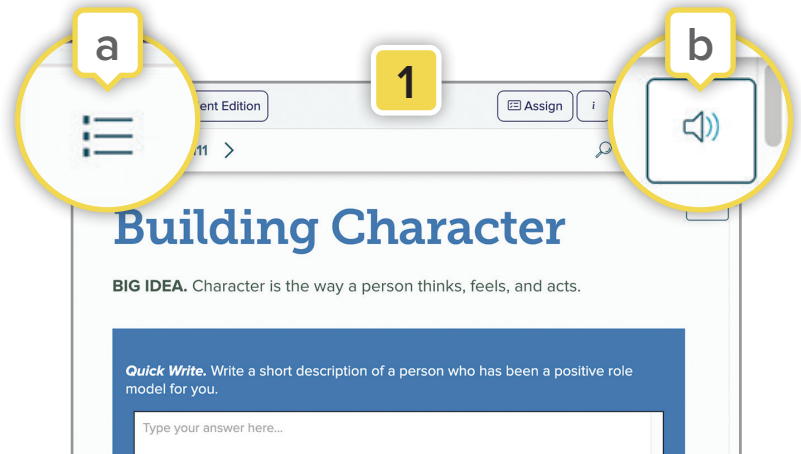 a
b
1
ent Edition
Assign
i
111
Building Character
BIG IDEA. Character is the way a person thinks, feels, and acts.
Quick Write. Write a short description of a person who has been a positive role
model for you.
Type your answer here...